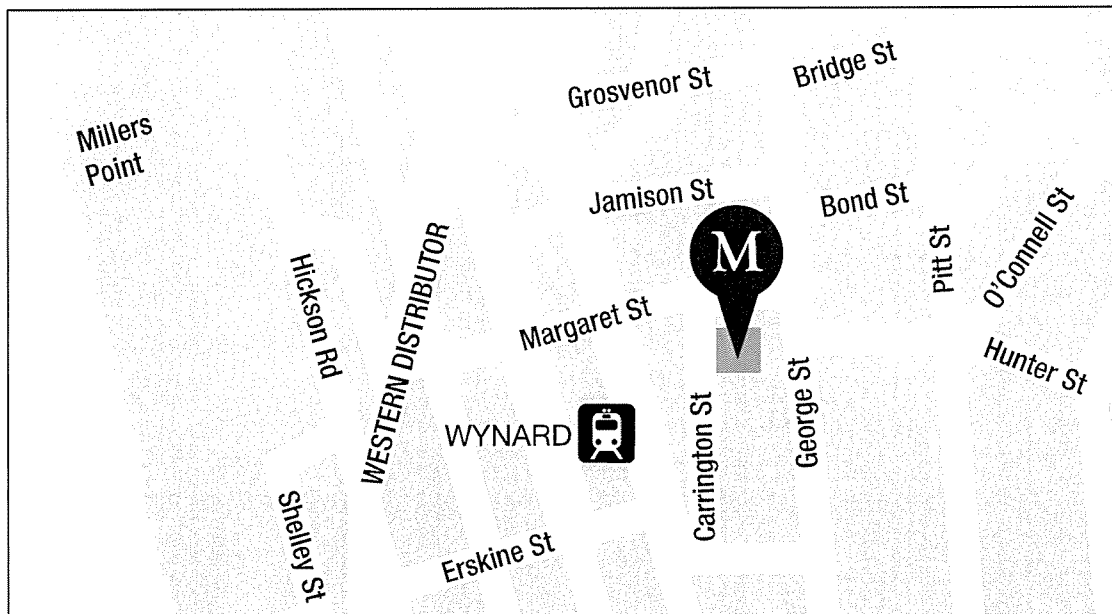 Grosvenor St
Bridge St
Millers
Point
Jamison St
Bond St
Pitt St
O'Connell St
M
Hickson Rd
WESTERN DISTRIBUTOR
Margaret St
Hunter St
George St
Carrington St
WYNARD
Shelley St
Erskine St